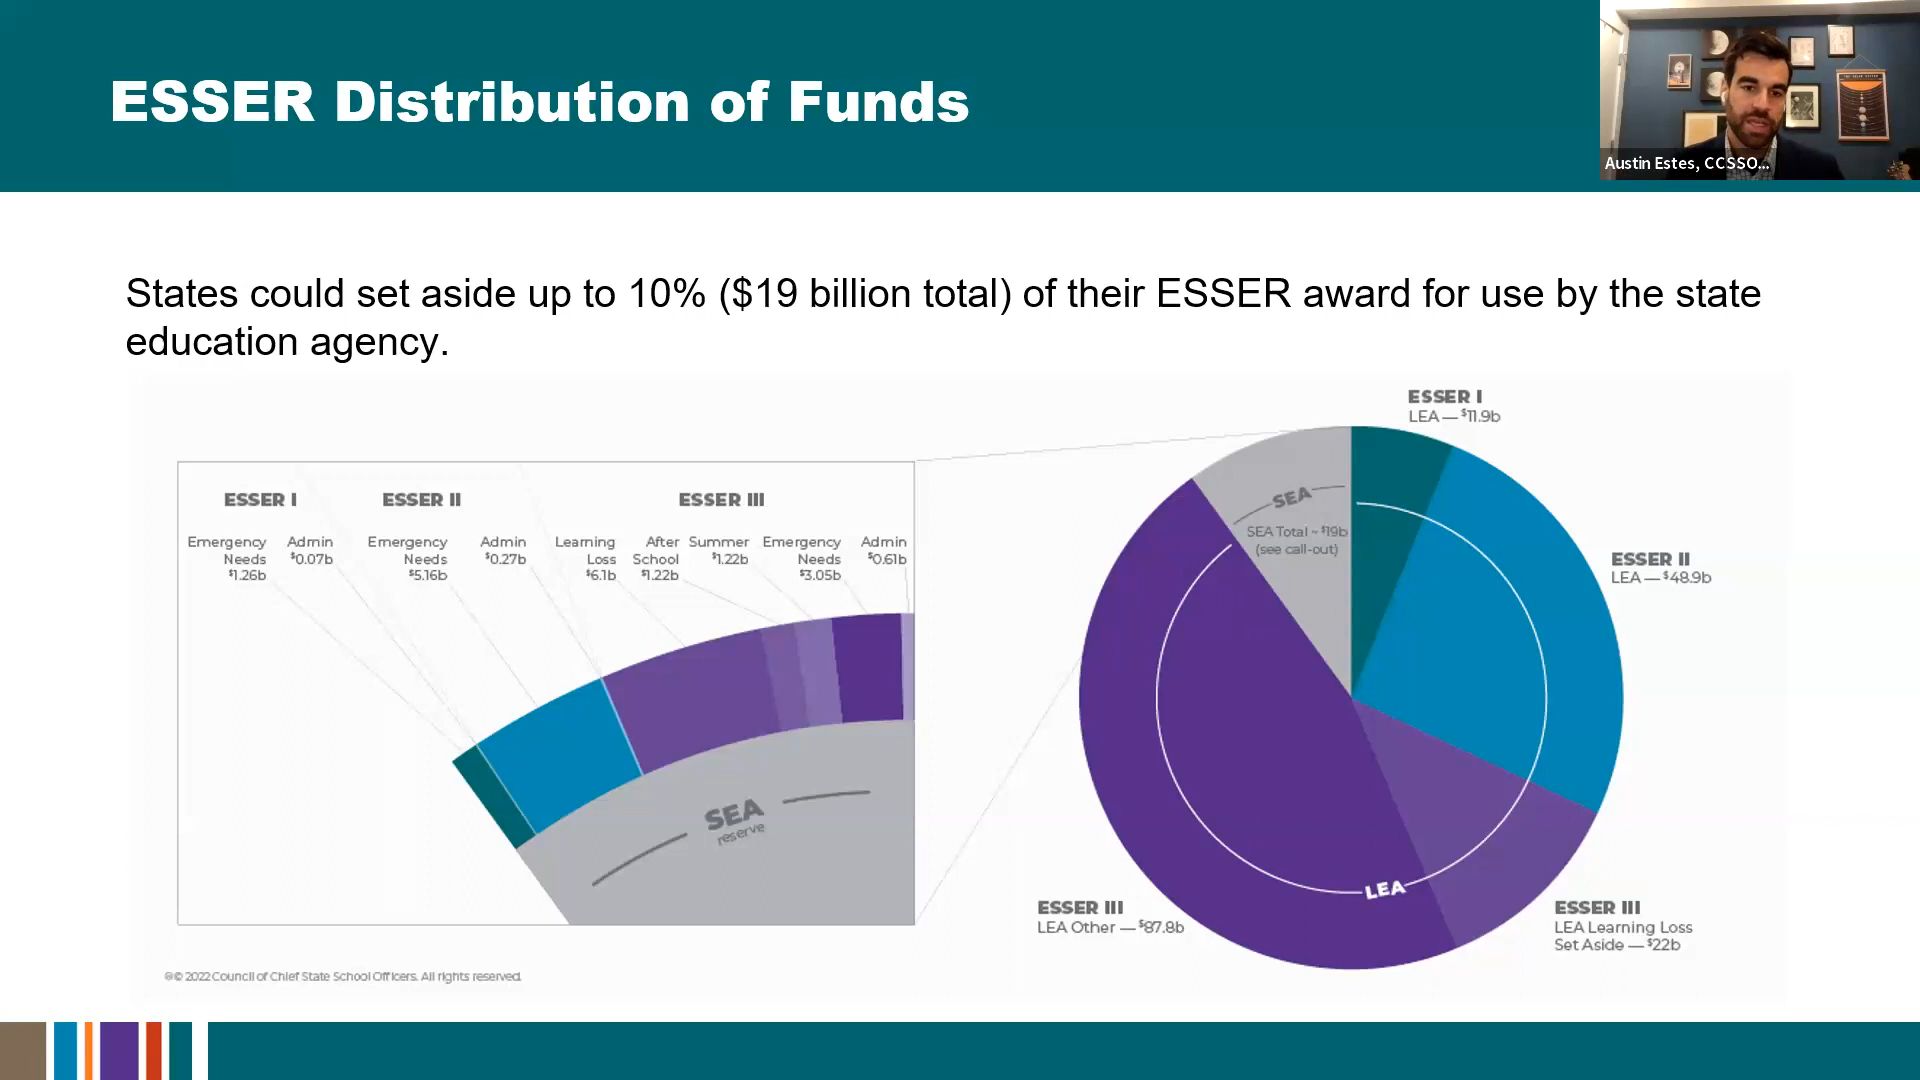 ESSER Distribution of Funds
Austin Estes, CCSSO...
States could set aside up to 10% ($19 billion total) of their ESSER award for use by the state
education agency.
ESSER I
Emergency
Needs
$1.26b
Admin
$0.07b
ESSER II
Emergency
Needs
$5.16b
Admin
$0.27b
ESSER III
Learning
Loss
$6.1b
After
School
$1.22b
Summer
$1.22b
Emergency
Needs
$3.05b
Admin
$0.61b
SEA
reserve
ESSER I
LEA — $11.9b
SEA
SEA Total ~ $19b
(see call-out)
ESSER II
LEA — $48.9b
LEA
ESSER III
LEA Other — $87.8b
ESSER III
LEA Learning Loss
Set Aside — $22b
©© 2022 Council of Chief State School Officers. All rights reserved.